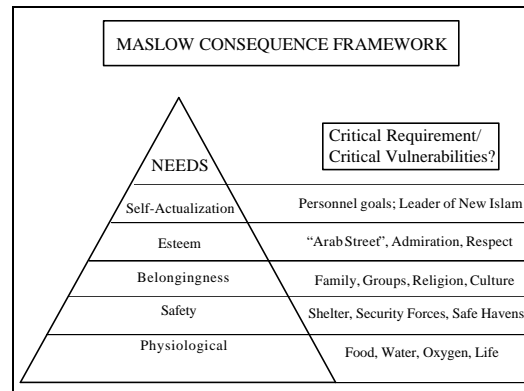 MASLOW CONSEQUENCE FRAMEWORK
Critical Requirement/
Critical Vulnerabilities?
NEEDS
Self-Actualization Personnel goals; Leader of New Islam
Esteem "Arab Street", Admiration, Respect
Belongingness Family, Groups, Religion, Culture
Safety Shelter, Security Forces, Safe Havens
Physiological Food, Water, Oxygen, Life